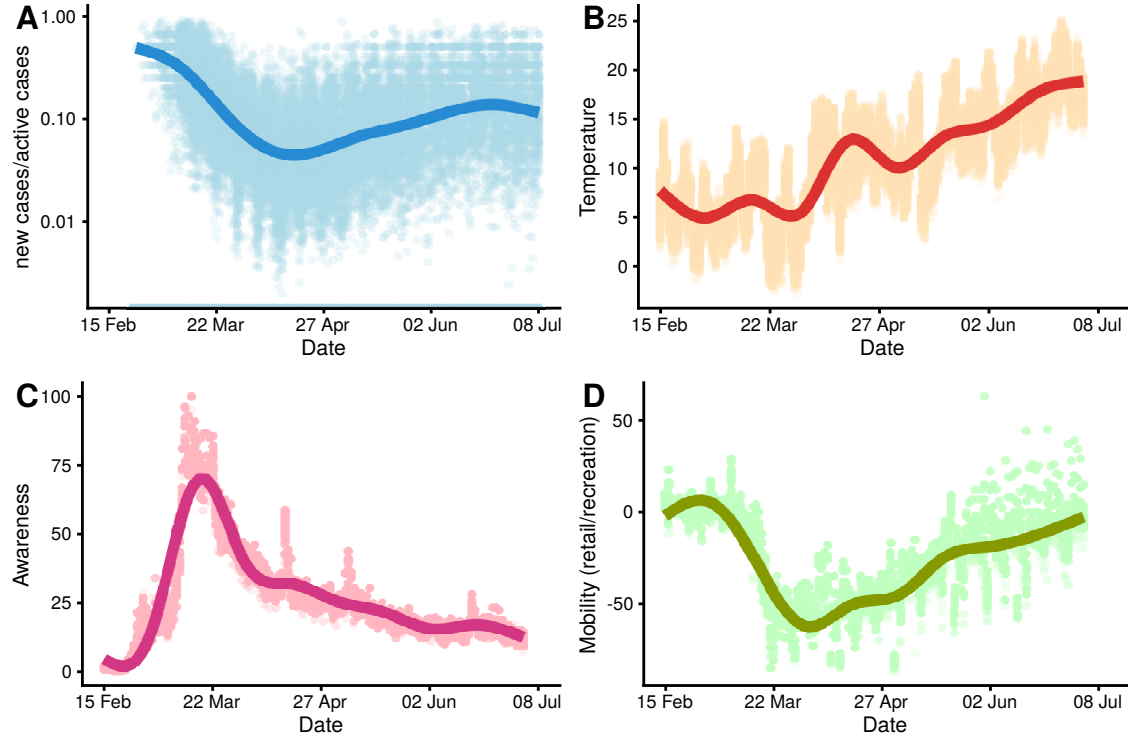 A
new cases/active cases
1.00
0.10
0.01
15 Feb 22 Mar 27 Apr 02 Jun 08 Jul
Date
B
Temperature
25
20
15
10
5
0
15 Feb 22 Mar 27 Apr 02 Jun 08 Jul
Date
C
Awareness
100
75
50
25
0
15 Feb 22 Mar 27 Apr 02 Jun 08 Jul
Date
D
Mobility (retail/recreation)
50
0
-50
15 Feb 22 Mar 27 Apr 02 Jun 08 Jul
Date